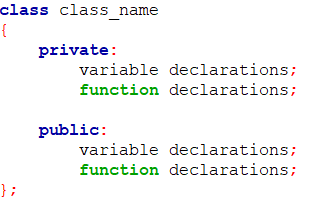 class class_name
{
    private:
        variable declarations;
        function declarations;

    public:
        variable declarations;
        function declarations;
};